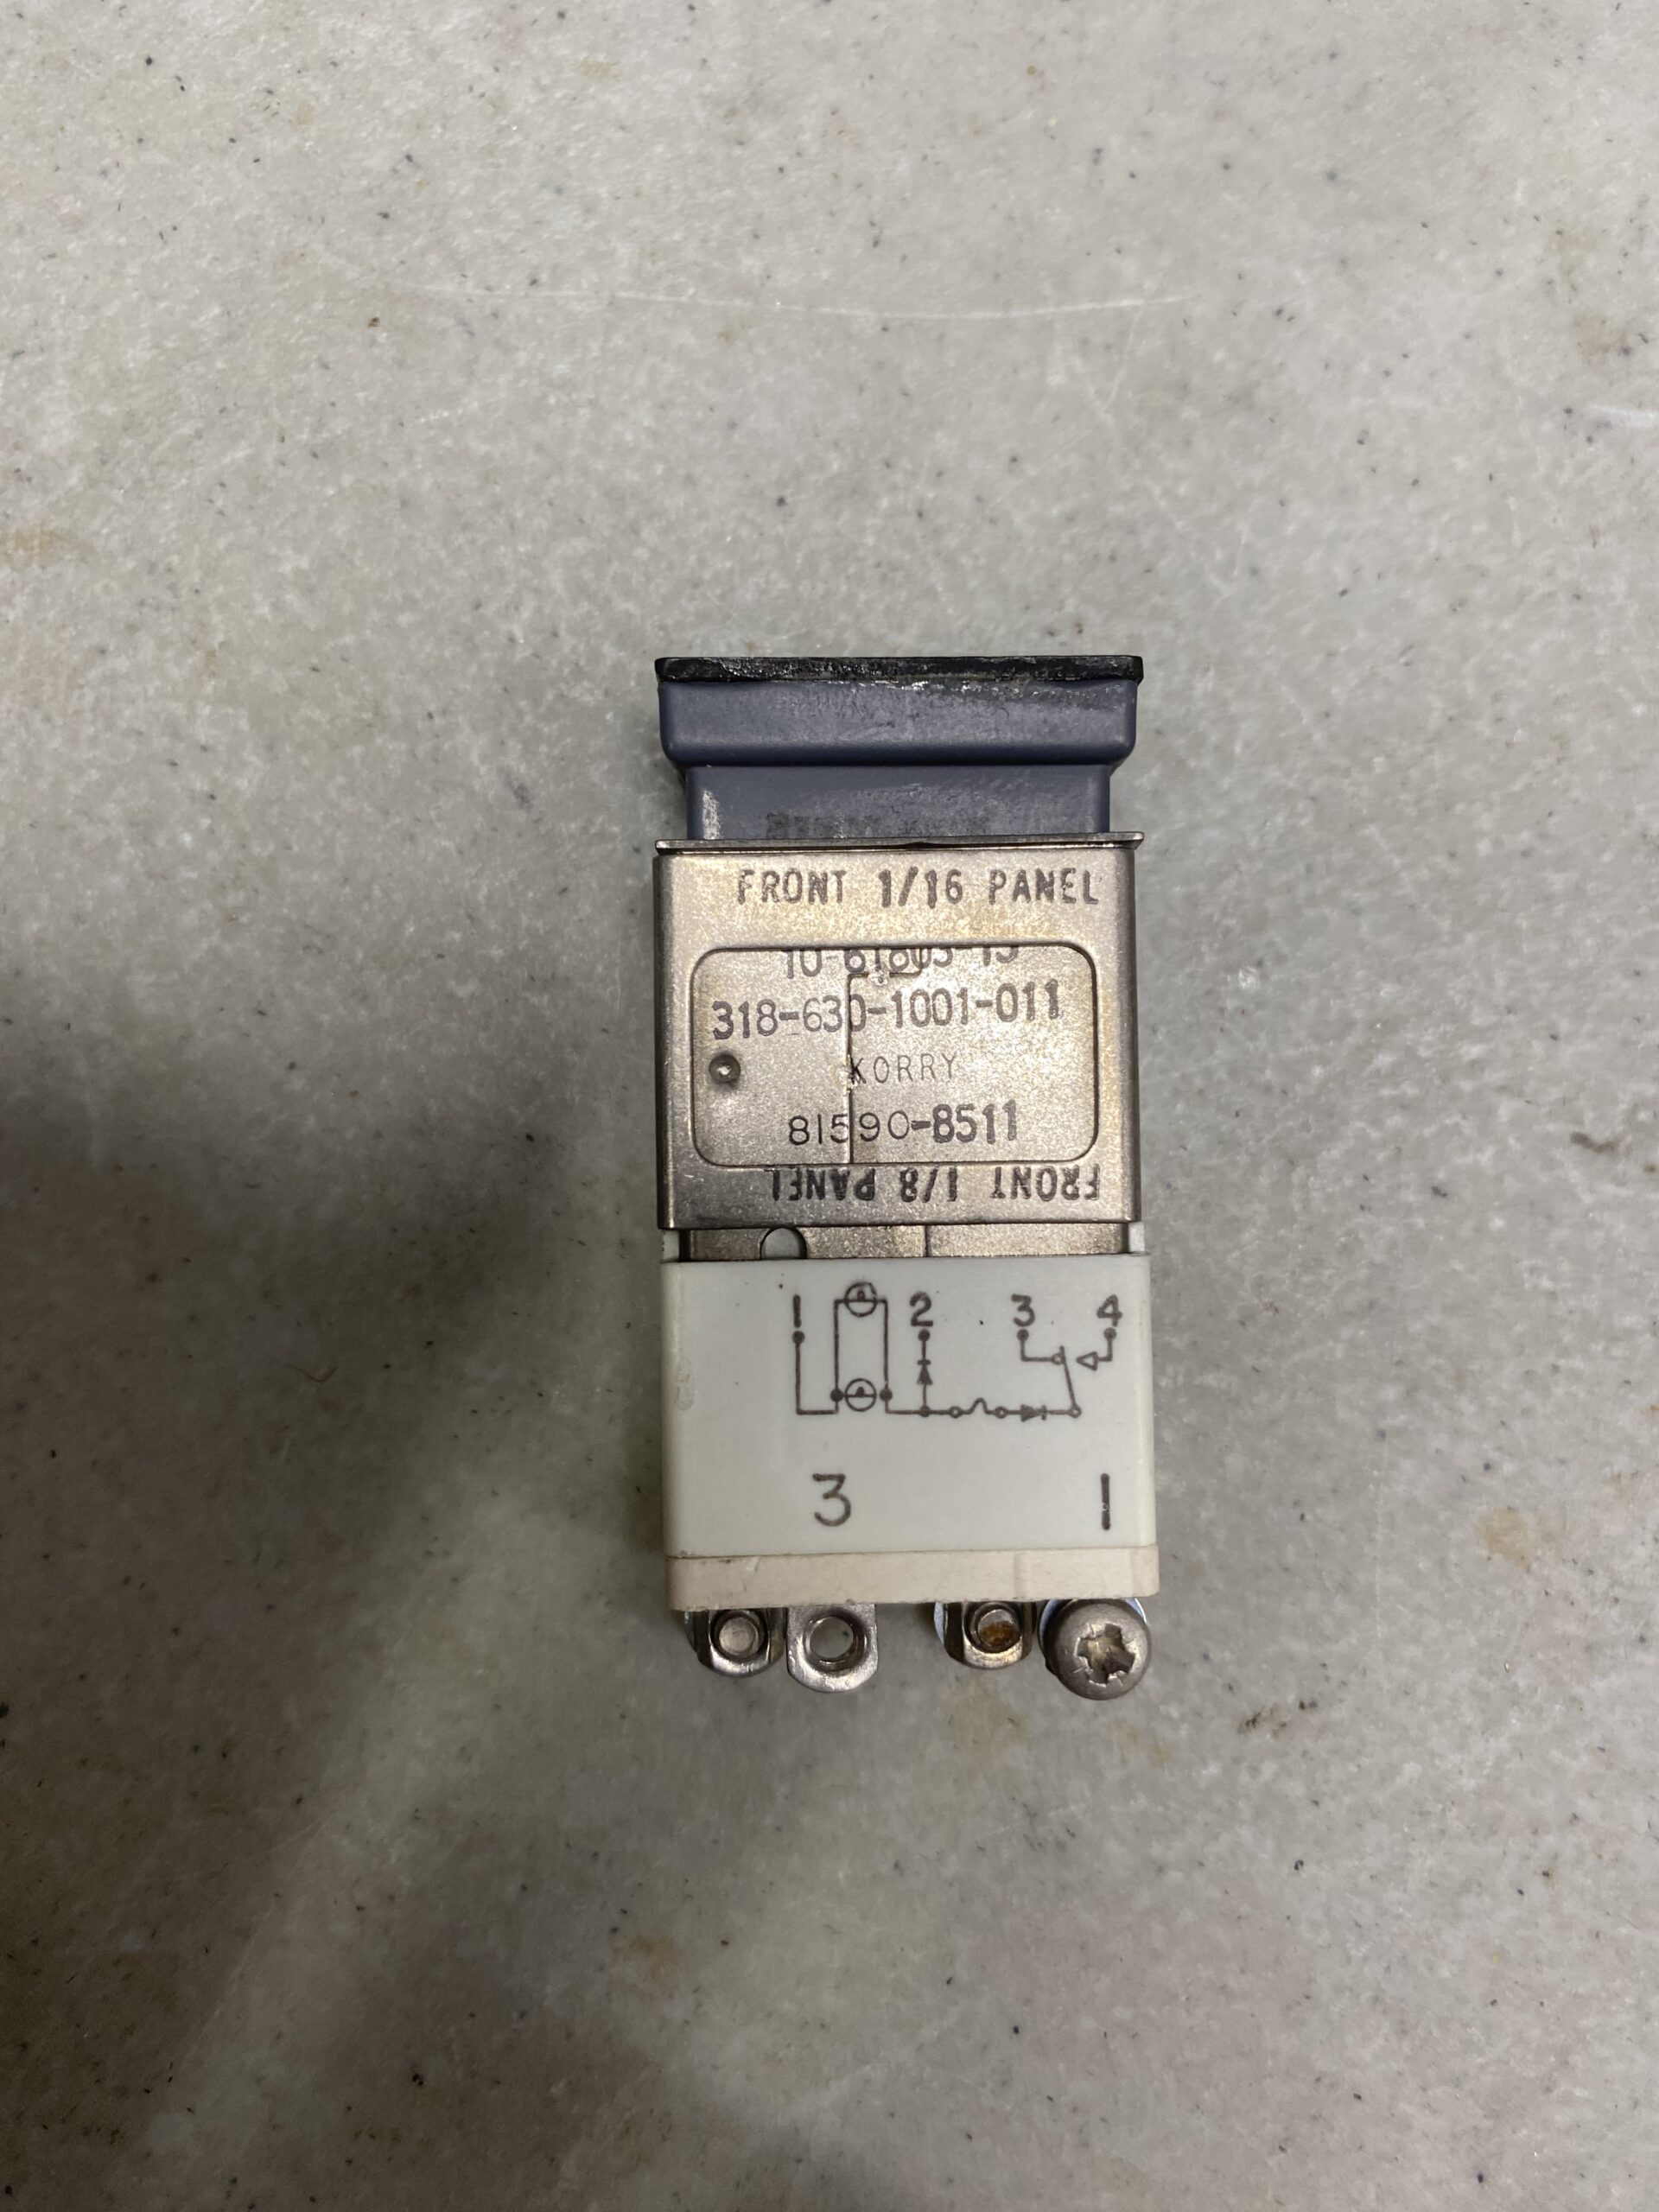 FRONT 1/16 PANEL
318-630-1001-011
KORRY
81590-8511
FRONT 1/8 PANEL
1 2 3 4
3 1